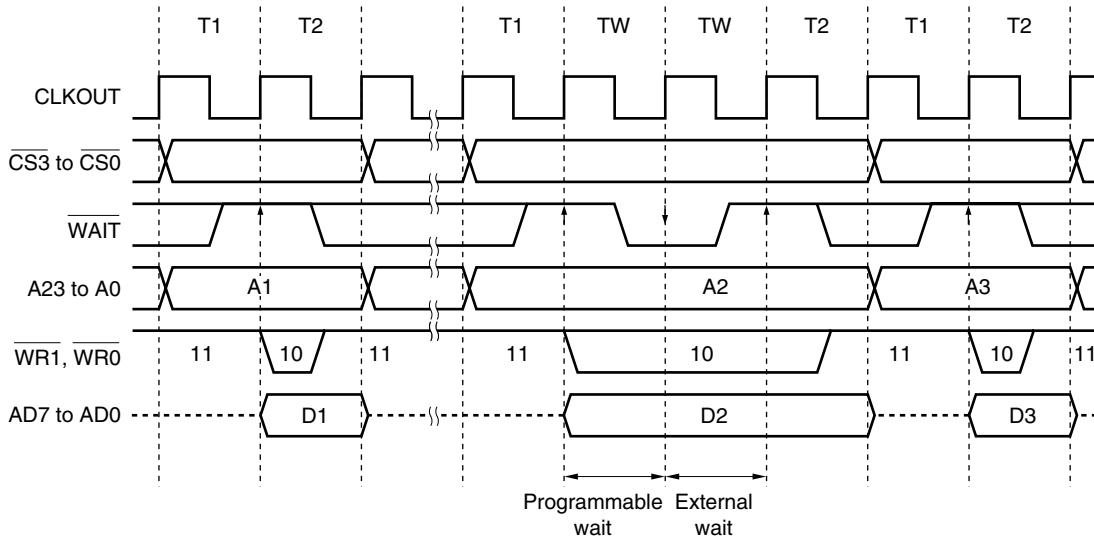 T1 T2 T1 TW TW T2 T1 T2
CLKOUT
CS3 to CS0
WAIT
A23 to A0 A1 A2 A3
WR1, WR0 11 10 11 11 10 11 10 11
AD7 to AD0 D1 D2 D3
Programmable wait
External wait